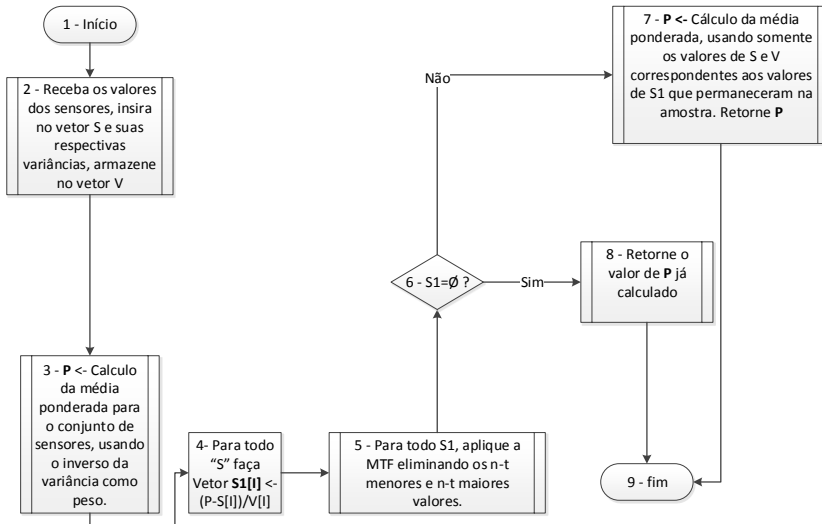 1 - Início
2 - Receba os valores
dos sensores, insira
no vetor S e suas
respectivas
variâncias, armazene
no vetor V
3 - P <- Calculo
da média
ponderada para
o conjunto de
sensores, usando
o inverso da
variância como
peso.
4- Para todo
“S” faça
Vetor S1[I] <-
(P-S[I])/V[I]
5 - Para todo S1, aplique a
MTF eliminando os n-t
menores e n-t maiores
valores.
6 - S1=Ø ?
Não
Sim
7 - P <- Cálculo da média
ponderada, usando somente
os valores de S e V
correspondentes aos valores
de S1 que permaneceram na
amostra. Retorne P
8 - Retorne o
valor de P já
calculado
9 - fim